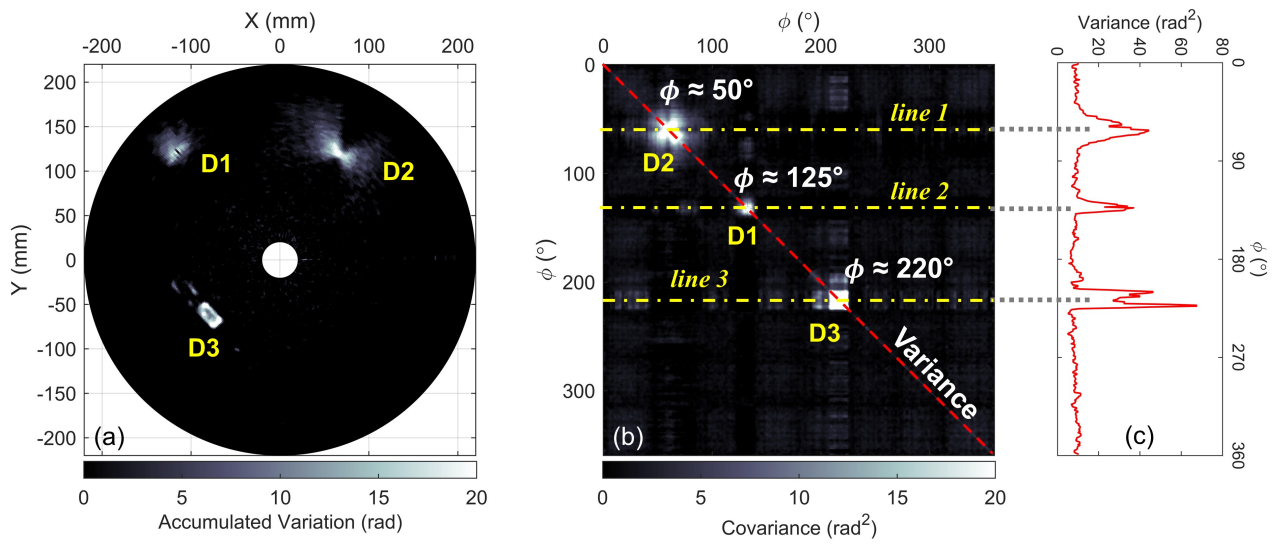 X (mm)
-200 -100 0 100 200
Y (mm)
200
150
100
50
0
-50
-100
-150
-200
D1
D2
D3
(a)
0 5 10 15 20
Accumulated Variation (rad)
ϕ (°)
0 100 200 300
ϕ (°)
0
100
200
300
ϕ ≈ 50°
line 1
D2
ϕ ≈ 125°
line 2
D1
ϕ ≈ 220°
line 3
D3
Variance
(b)
0 5 10 15 20
Covariance (rad²)
Variance (rad²)
0 20 40 60 80
0
90
180
270
360
ϕ (°)
(c)